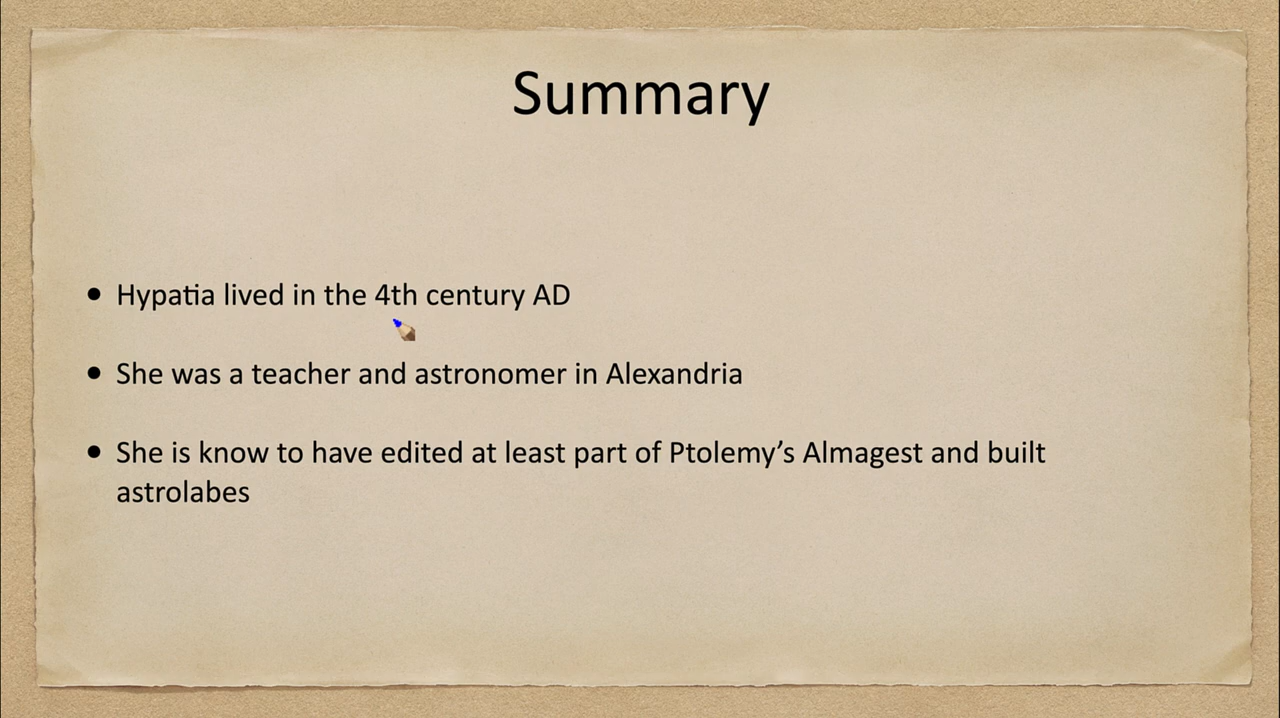 Summary
• Hypatia lived in the 4th century AD
• She was a teacher and astronomer in Alexandria
• She is know to have edited at least part of Ptolemy’s Almagest and built
astrolabes